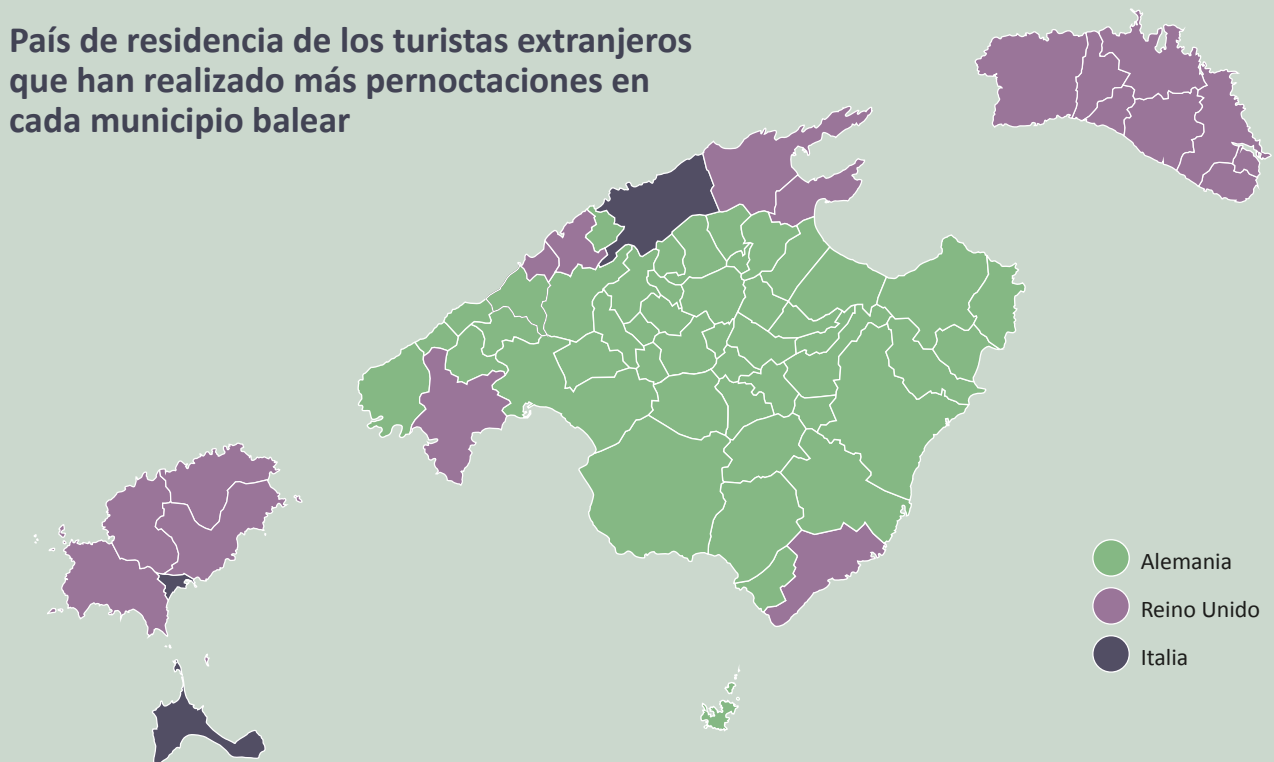 País de residencia de los turistas extranjeros
que han realizado más pernoctaciones en
cada municipio balear
Alemania
Reino Unido
Italia